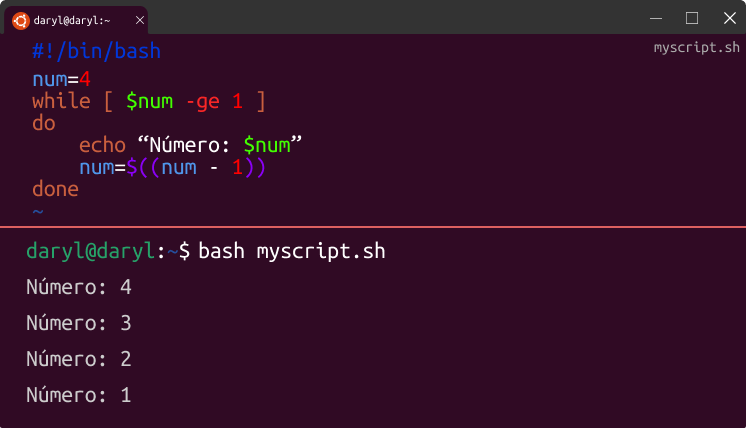 daryl@daryl:~
myscript.sh
#!/bin/bash
num=4
while [ $num -ge 1 ]
do
    echo “Número: $num”
    num=$((num - 1))
done
~
daryl@daryl:~$ bash myscript.sh
Número: 4
Número: 3
Número: 2
Número: 1